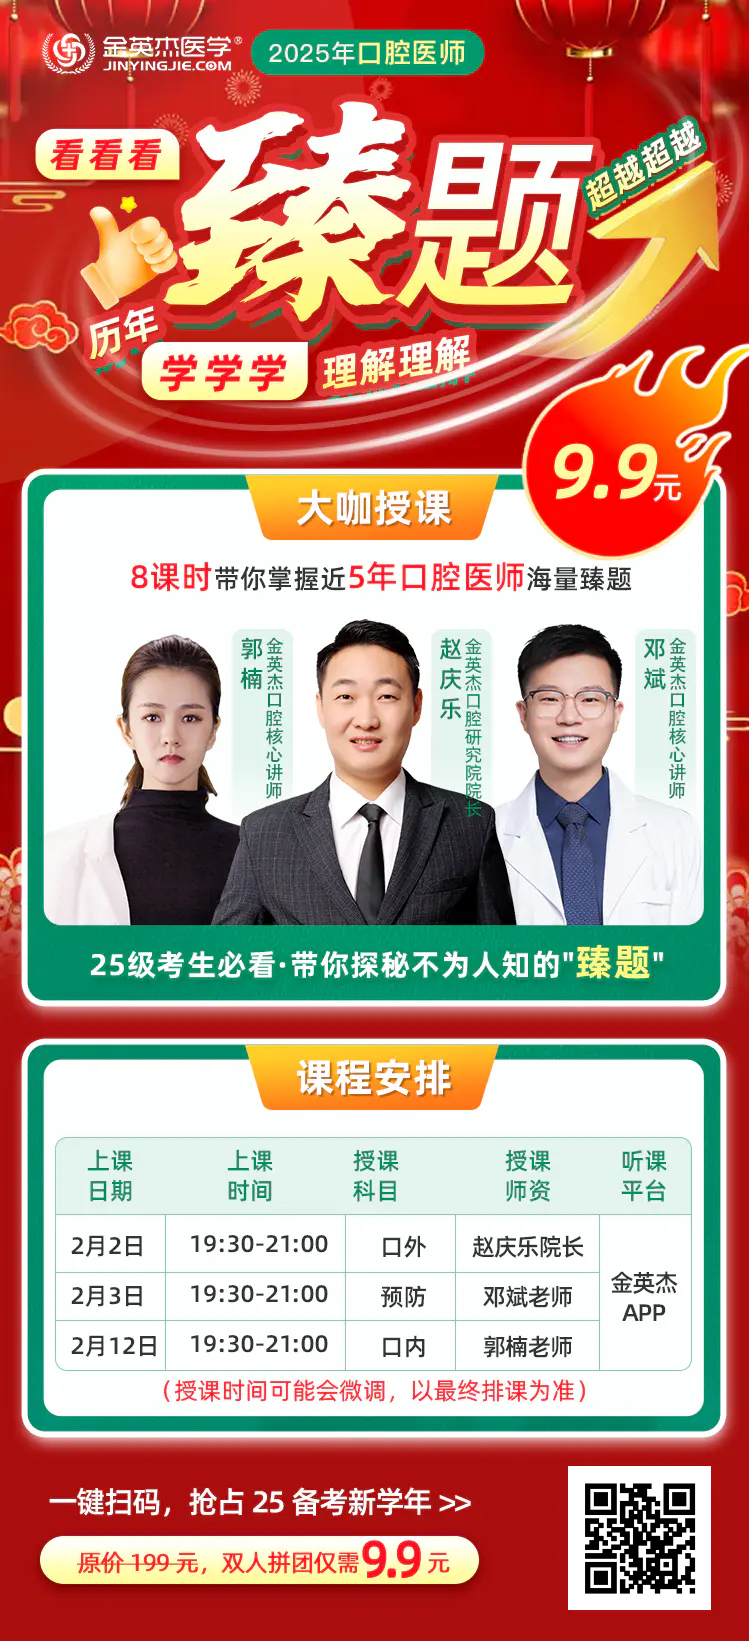 金英杰医学®
JINYINGJIE.COM
2025年口腔医师
看看看
臻题
超越超越
历年
学学学
理解理解
9.9元
大咖授课
8课时带你掌握近5年口腔医师海量臻题
郭楠
金英杰口腔核心讲师
赵庆乐
金英杰口腔研究院院长
邓斌
金英杰口腔核心讲师
25级考生必看·带你探秘不为人知的"臻题"
课程安排
上课日期 上课时间 授课科目 授课师资 听课平台
2月2日 19:30-21:00 口外 赵庆乐院长
2月3日 19:30-21:00 预防 邓斌老师
2月12日 19:30-21:00 口内 郭楠老师
金英杰
APP
（授课时间可能会微调，以最终排课为准）
一键扫码，抢占 25 备考新学年 >>
原价 199 元，双人拼团仅需9.9元